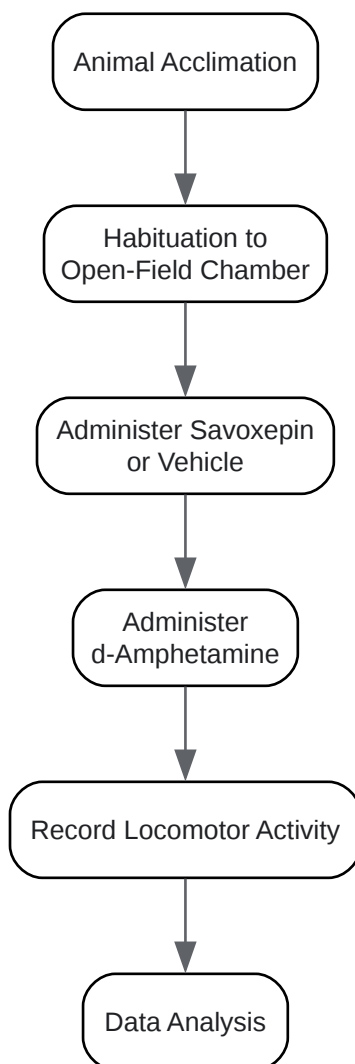 Animal Acclimation
Habituation to
Open-Field Chamber
Administer Savoxepin
or Vehicle
Administer
d-Amphetamine
Record Locomotor Activity
Data Analysis